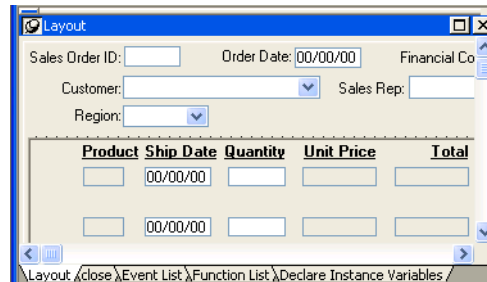 Layout
Sales Order ID: Order Date: 00/00/00 Financial Co
Customer: Sales Rep:
Region:
Product Ship Date Quantity Unit Price Total
00/00/00
00/00/00
Layout close Event List Function List Declare Instance Variables